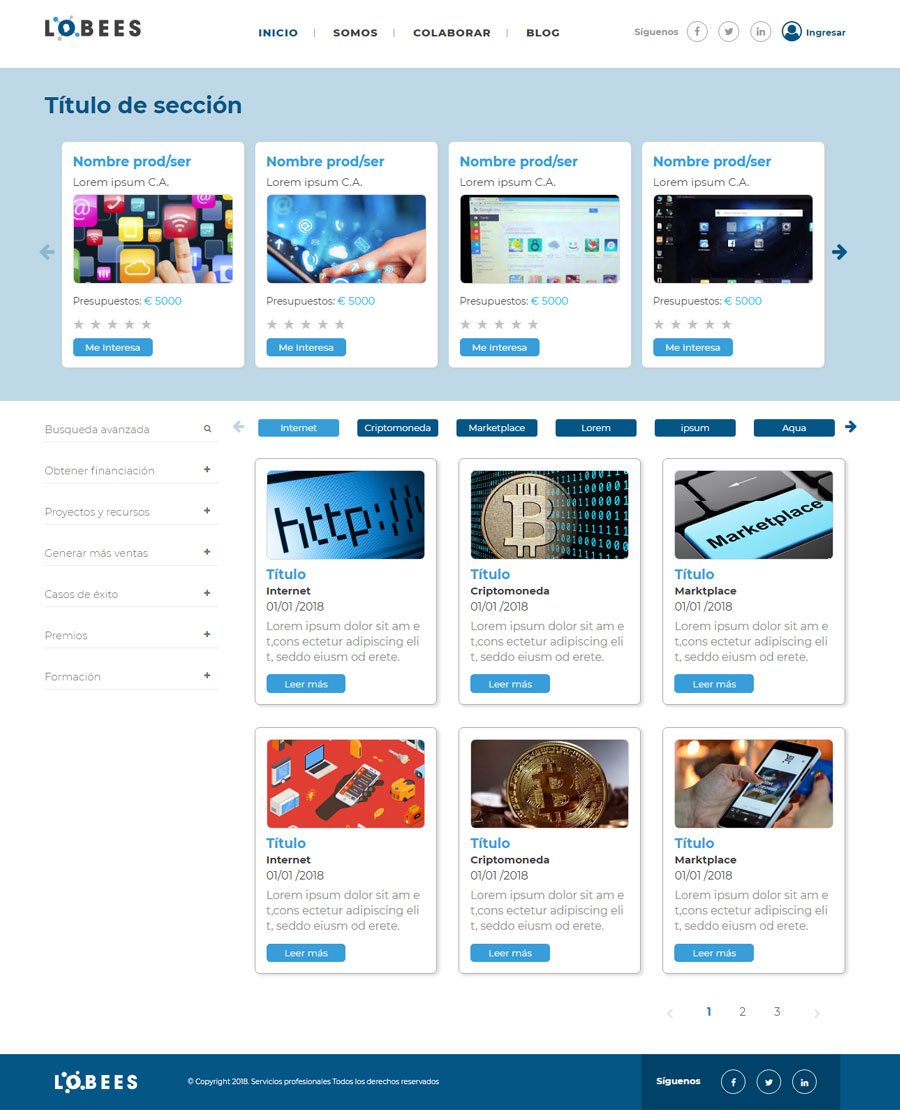 LOBEES
INICIO | SOMOS | COLABORAR | BLOG
Síguenos
Ingresar
Título de sección
Nombre prod/ser
Lorem ipsum C.A.
Presupuestos: € 5000
Me Interesa
Nombre prod/ser
Lorem ipsum C.A.
Presupuestos: € 5000
Me Interesa
Nombre prod/ser
Lorem ipsum C.A.
Presupuestos: € 5000
Me Interesa
Nombre prod/ser
Lorem ipsum C.A.
Presupuestos: € 5000
Me Interesa
Busqueda avanzada
Obtener financiación +
Proyectos y recursos +
Generar más ventas +
Casos de éxito +
Premios +
Formación +
Internet
Criptomoneda
Marketplace
Lorem
ipsum
Aqua
http://
Título
Internet
01/01 /2018
Lorem ipsum dolor sit am e
t,cons ectetur adipiscing eli
t, seddo eiusm od erete.
Leer más
Título
Criptomoneda
01/01 /2018
Lorem ipsum dolor sit am e
t,cons ectetur adipiscing eli
t, seddo eiusm od erete.
Leer más
Marketplace
Título
Marktplace
01/01 /2018
Lorem ipsum dolor sit am e
t,cons ectetur adipiscing eli
t, seddo eiusm od erete.
Leer más
Título
Internet
01/01 /2018
Lorem ipsum dolor sit am e
t,cons ectetur adipiscing eli
t, seddo eiusm od erete.
Leer más
Título
Criptomoneda
01/01 /2018
Lorem ipsum dolor sit am e
t,cons ectetur adipiscing eli
t, seddo eiusm od erete.
Leer más
Título
Marktplace
01/01 /2018
Lorem ipsum dolor sit am e
t,cons ectetur adipiscing eli
t, seddo eiusm od erete.
Leer más
< 1 2 3 >
LOBEES
© Copyright 2018. Servicios profesionales Todos los derechos reservados
Síguenos